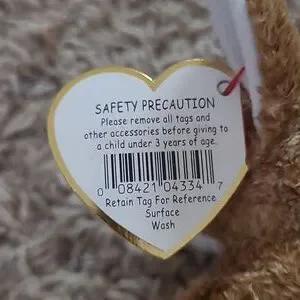 SAFETY PRECAUTION
Please remove all tags and
other accessories before giving to
a child under 3 years of age.
0 08421 04334 7
Retain Tag For Reference
Surface
Wash